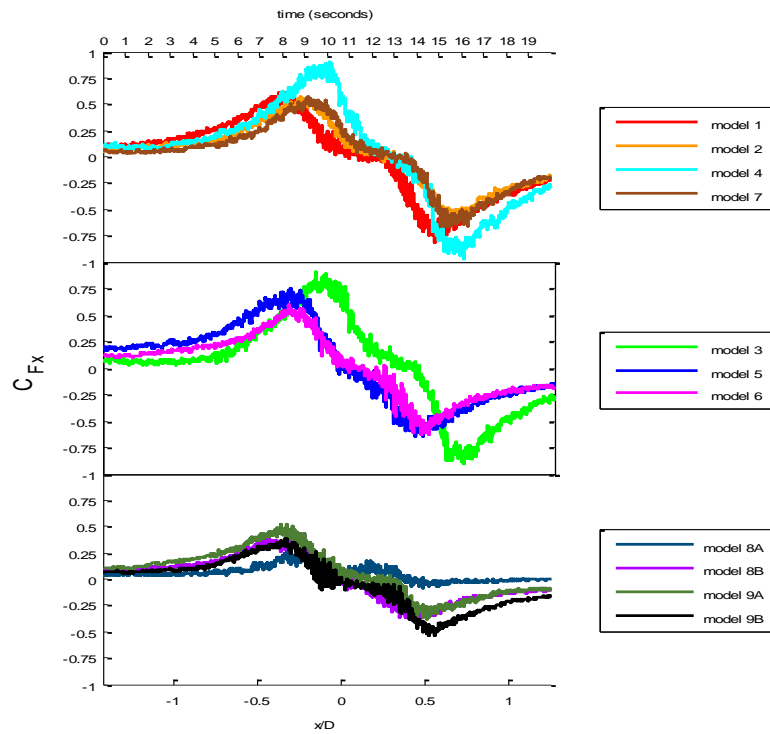 time (seconds)
0 1 2 3 4 5 6 7 8 9 10 11 12 13 14 15 16 17 18 19
1
0.75
0.5
0.25
0
-0.25
-0.5
-0.75
-1
model 1
model 2
model 4
model 7
0.75
0.5
0.25
0
-0.25
-0.5
-0.75
-1
model 3
model 5
model 6
C_Fx
0.75
0.5
0.25
0
-0.25
-0.5
-0.75
-1
model 8A
model 8B
model 9A
model 9B
-1 -0.5 0 0.5 1
x/D